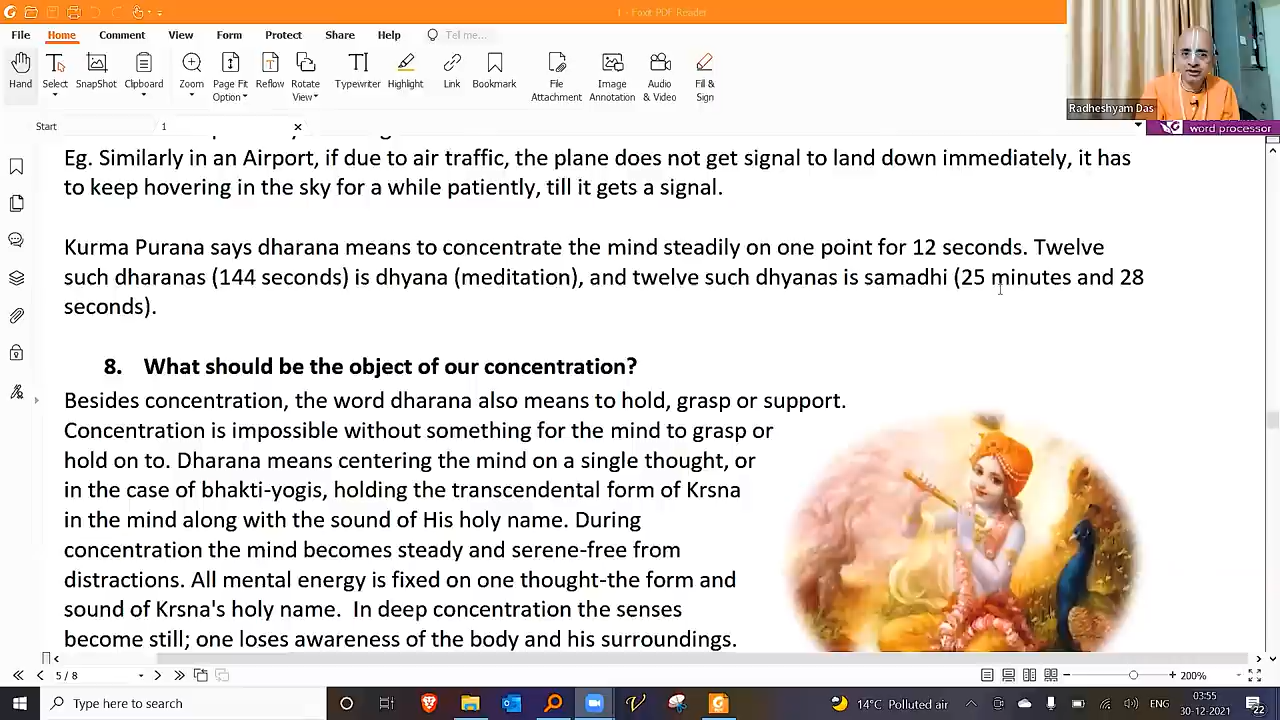 1 - Foxit PDF Reader
File Home Comment View Form Protect Share Help Tell me...
Hand Select SnapShot Clipboard Zoom Page Fit Option Reflow Rotate View Typewriter Highlight Link Bookmark File Attachment Image Annotation Audio & Video Fill & Sign
Radheshyam Das
Start 1
word processor
Eg. Similarly in an Airport, if due to air traffic, the plane does not get signal to land down immediately, it has
to keep hovering in the sky for a while patiently, till it gets a signal.
Kurma Purana says dharana means to concentrate the mind steadily on one point for 12 seconds. Twelve
such dharanas (144 seconds) is dhyana (meditation), and twelve such dhyanas is samadhi (25 minutes and 28
seconds).
8. What should be the object of our concentration?
Besides concentration, the word dharana also means to hold, grasp or support.
Concentration is impossible without something for the mind to grasp or
hold on to. Dharana means centering the mind on a single thought, or
in the case of bhakti-yogis, holding the transcendental form of Krsna
in the mind along with the sound of His holy name. During
concentration the mind becomes steady and serene-free from
distractions. All mental energy is fixed on one thought-the form and
sound of Krsna's holy name. In deep concentration the senses
become still; one loses awareness of the body and his surroundings.
5 / 8 200%
Type here to search
14°C Polluted air ENG 03:55
30-12-2021 22